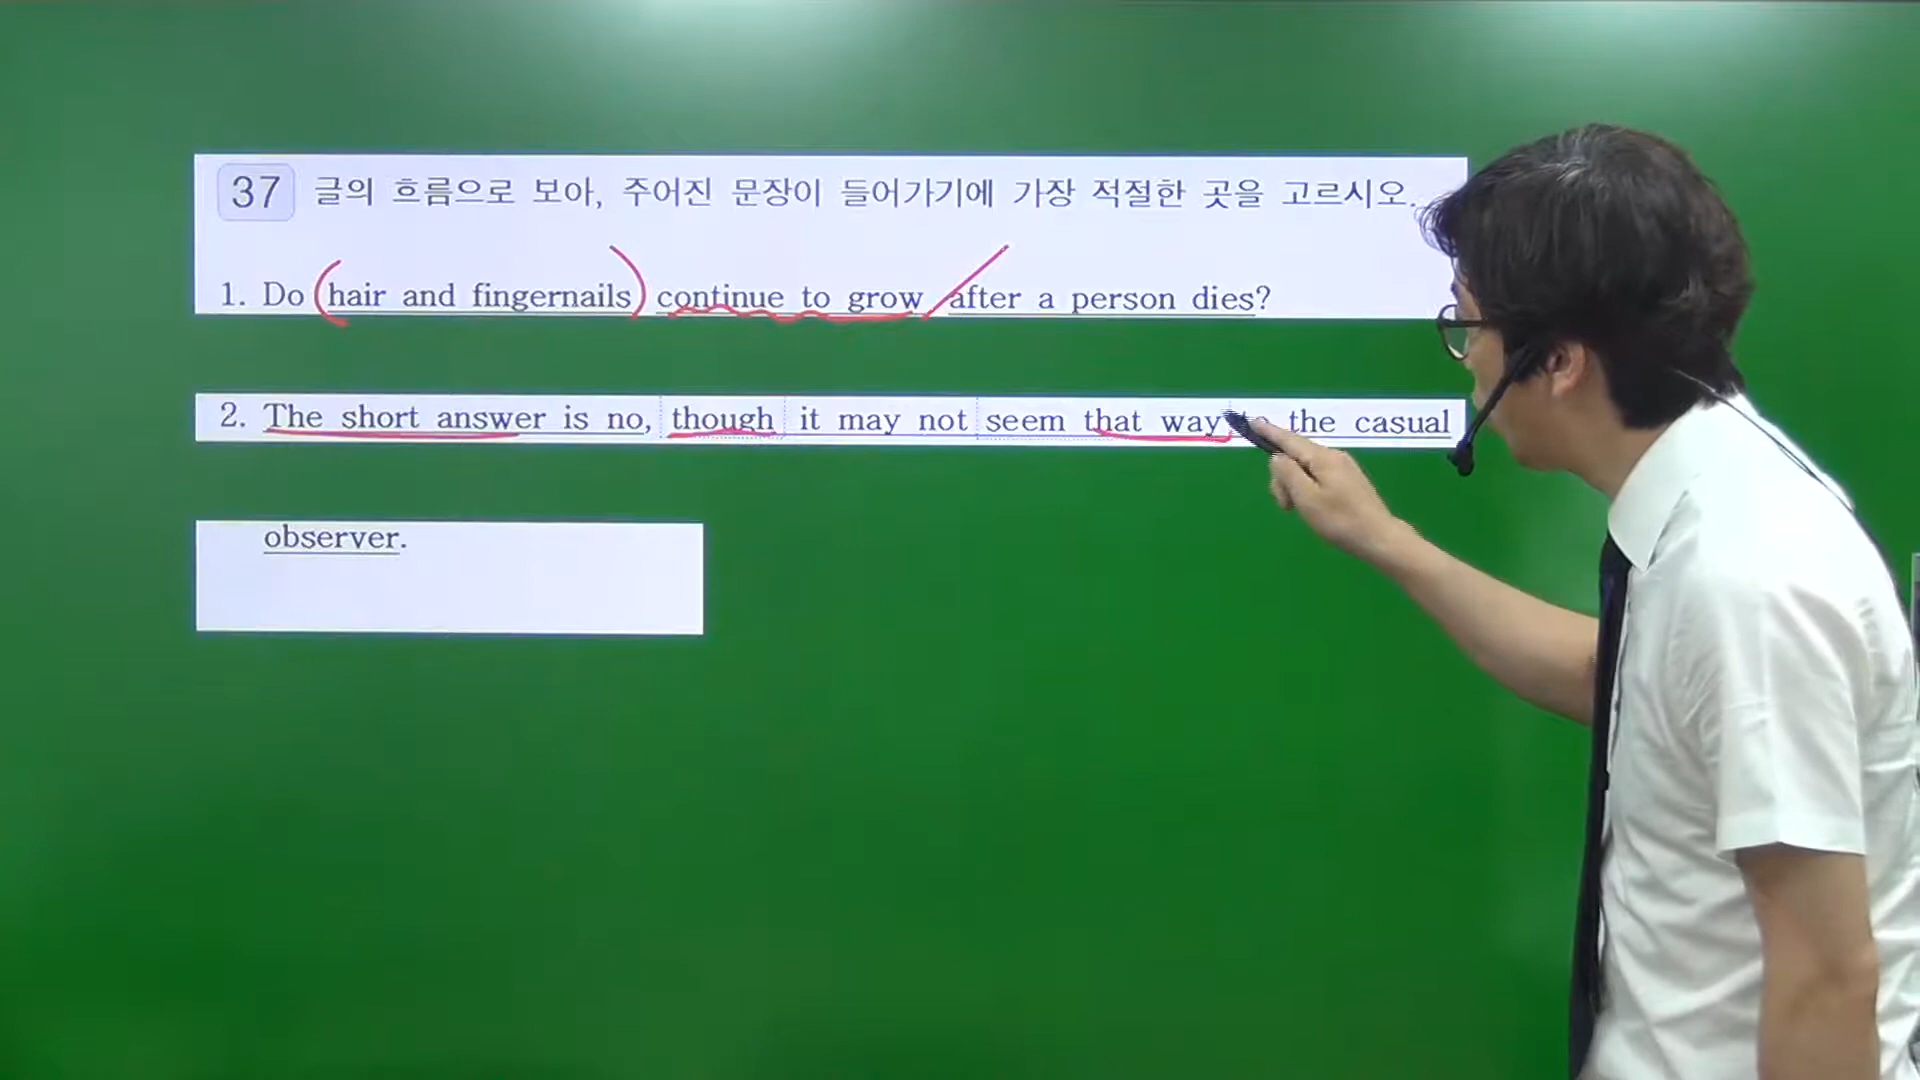 37 글의 흐름으로 보아, 주어진 문장이 들어가기에 가장 적절한 곳을 고르시오.
1. Do hair and fingernails continue to grow after a person dies?
2. The short answer is no, though it may not seem that way to the casual
observer.